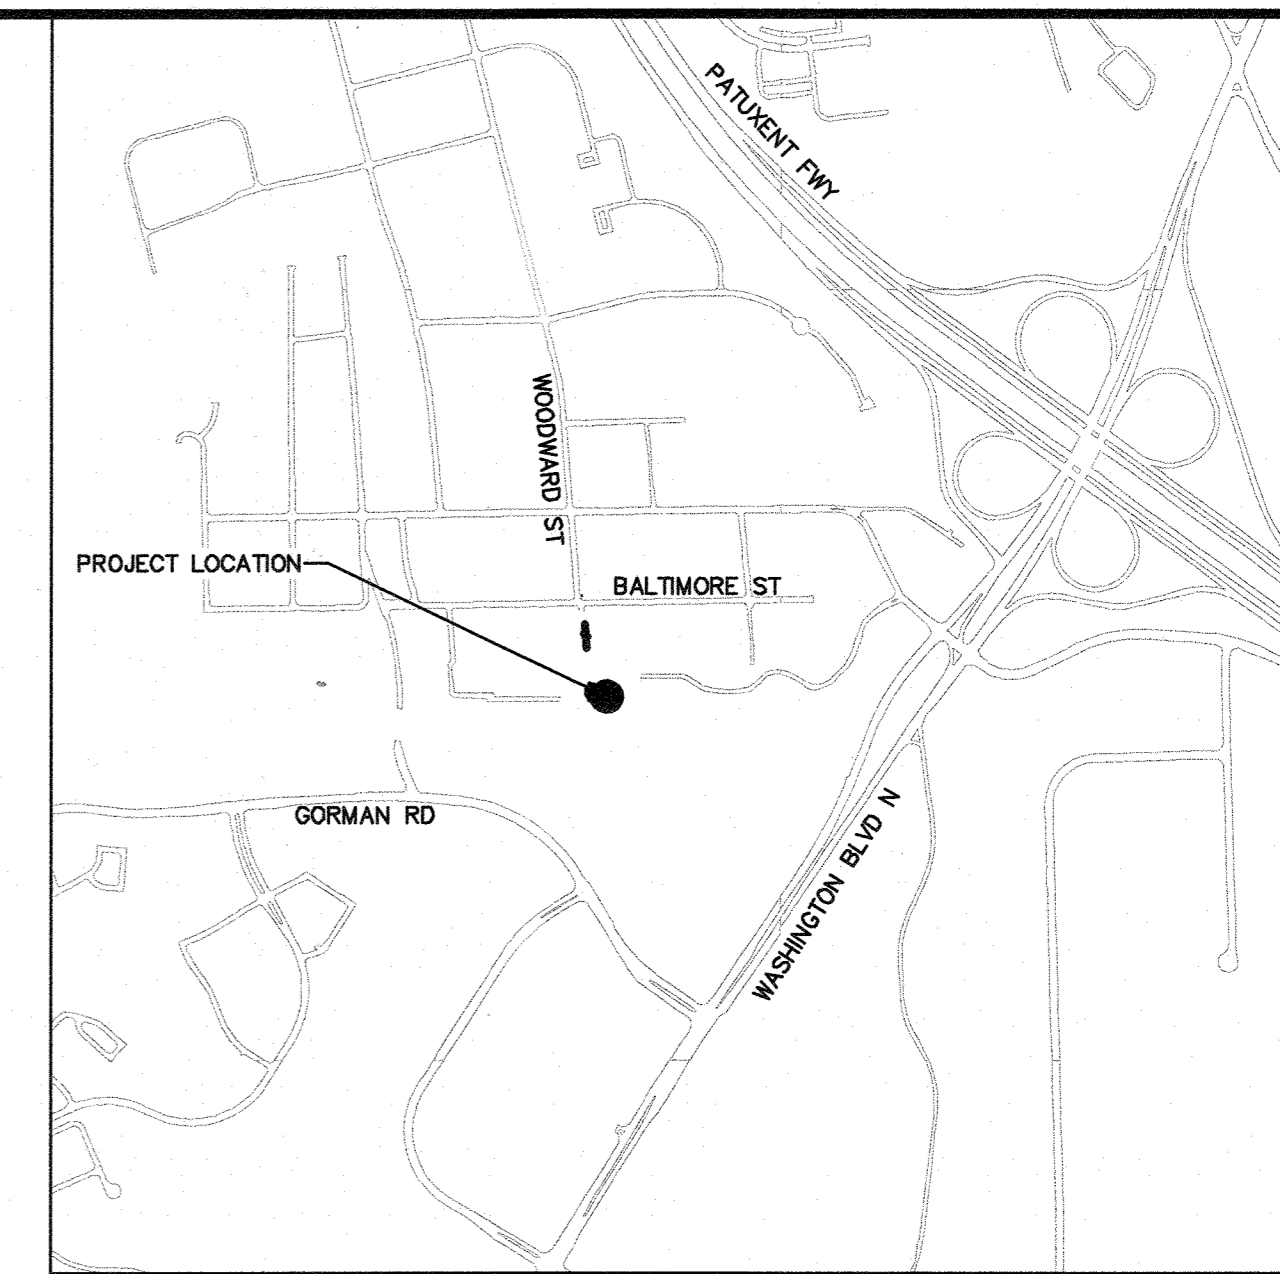 PATUXENT FWY
WOODWARD ST
PROJECT LOCATION
BALTIMORE ST
GORMAN RD
WASHINGTON BLVD N